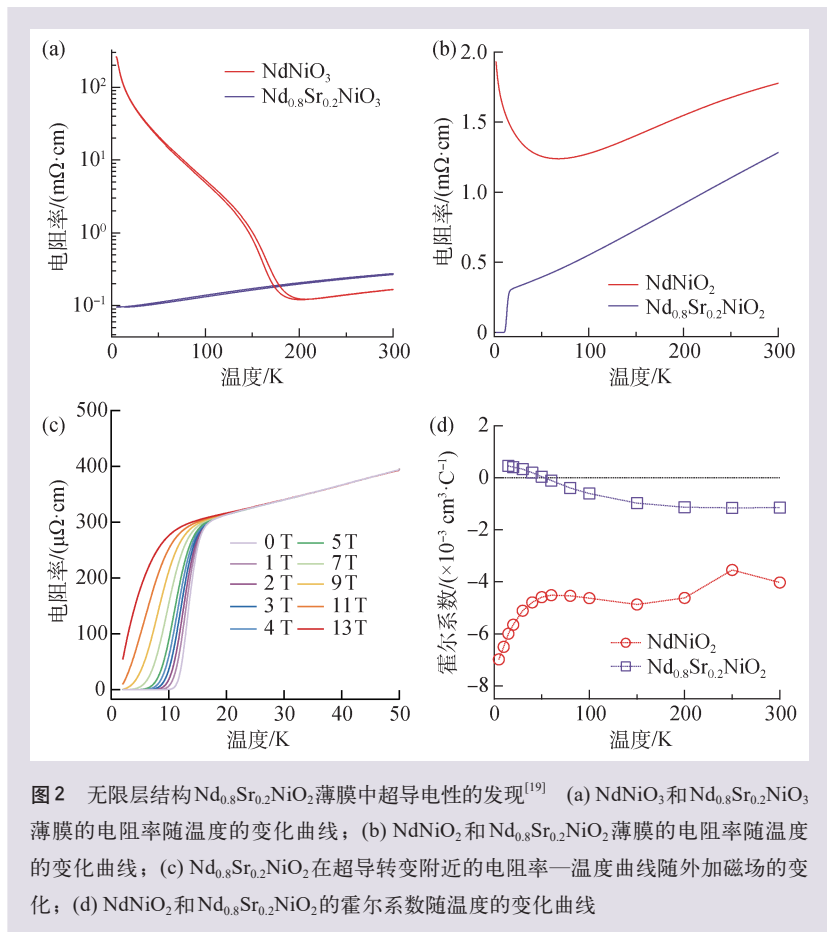 (a)
NdNiO₃
Nd₀.₈Sr₀.₂NiO₃
10²
10¹
10⁰
10⁻¹
电阻率/(mΩ·cm)
0
100
200
300
温度/K
(b)
2.0
1.5
1.0
0.5
0
电阻率/(mΩ·cm)
NdNiO₂
Nd₀.₈Sr₀.₂NiO₂
0
100
200
300
温度/K
(c)
500
400
300
200
100
0
电阻率/(μΩ·cm)
0 T 5 T
1 T 7 T
2 T 9 T
3 T 11T
4 T 13T
0
10
20
30
40
50
温度/K
(d)
2
0
−2
−4
−6
−8
霍尔系数/(×10⁻³ cm³·C⁻¹)
NdNiO₂
Nd₀.₈Sr₀.₂NiO₂
0
50
100
150
200
250
300
温度/K
图2 无限层结构Nd₀.₈Sr₀.₂NiO₂薄膜中超导电性的发现[19] (a) NdNiO₃和Nd₀.₈Sr₀.₂NiO₃
薄膜的电阻率随温度的变化曲线；(b) NdNiO₂和Nd₀.₈Sr₀.₂NiO₂薄膜的电阻率随温度
的变化曲线；(c) Nd₀.₈Sr₀.₂NiO₂在超导转变附近的电阻率—温度曲线随外加磁场的变
化；(d) NdNiO₂和Nd₀.₈Sr₀.₂NiO₂的霍尔系数随温度的变化曲线